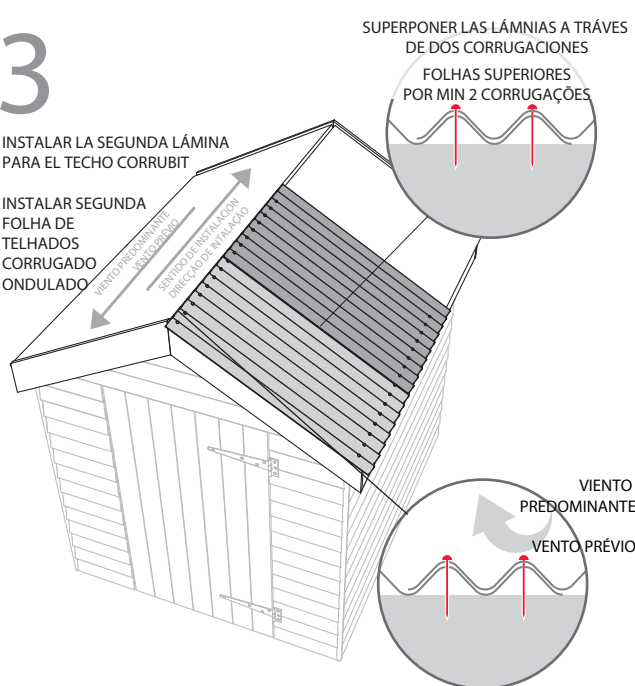 3
SUPERPONER LAS LÁMNIAS A TRÁVES
DE DOS CORRUGACIONES
FOLHAS SUPERIORES
POR MIN 2 CORRUGAÇÕES
INSTALAR LA SEGUNDA LÁMINA
PARA EL TECHO CORRUBIT
INSTALAR SEGUNDA
FOLHA DE
TELHADOS
CORRUGADO
ONDULADO
VIENTO PREDOMINANTE
VENTO PRÉVIO
SENTIDO DE INSTALACIÓN
DIRECÇÃO DE INTALAÇÃO
VIENTO
PREDOMINANTE
VENTO PRÉVIO